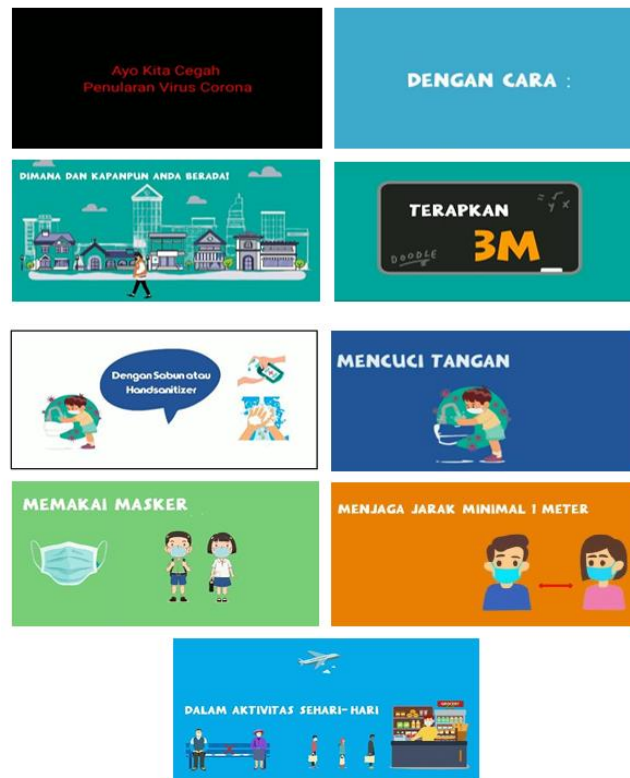 Ayo Kita Cegah
Penularan Virus Corona
DENGAN CARA :
DIMANA DAN KAPANPUN ANDA BERADA!
TERAPKAN
3M
DOODLE
Dengan Sabun atau
Handsanitizer
MENCUCI TANGAN
MEMAKAI MASKER
MENJAGA JARAK MINIMAL 1 METER
DALAM AKTIVITAS SEHARI-HARI
GROCERY